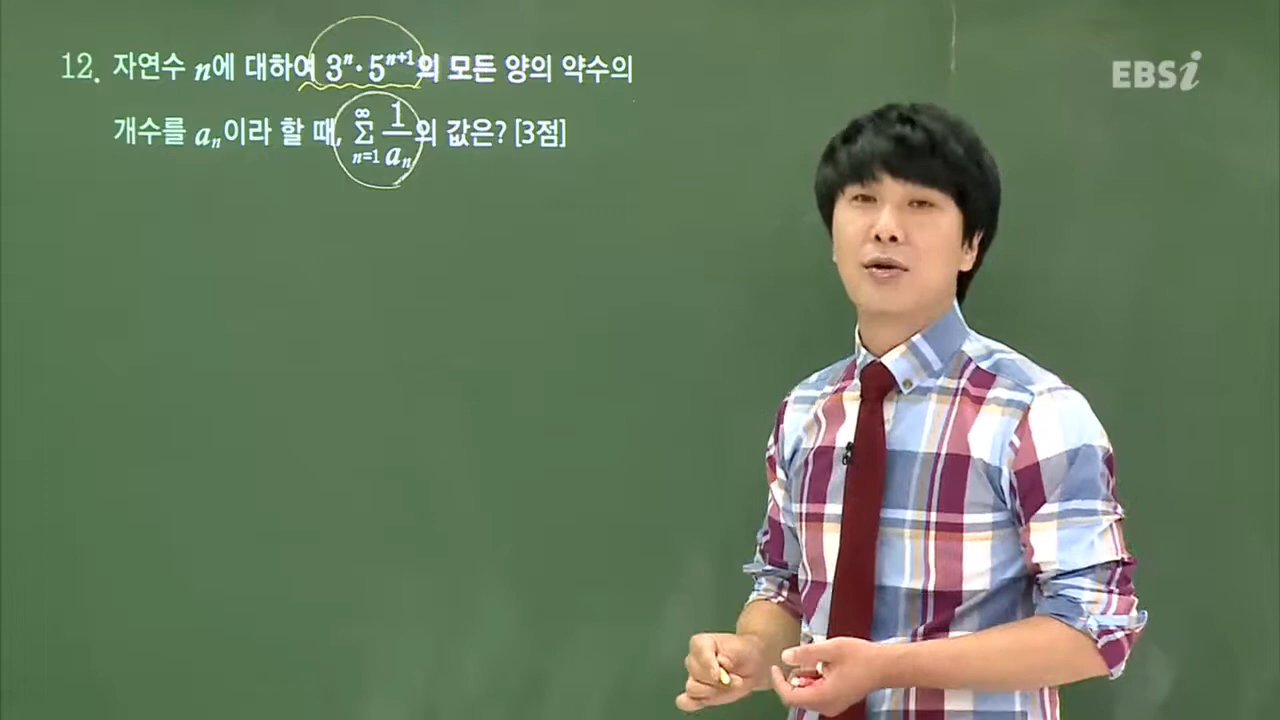 12. 자연수 n에 대하여 3ⁿ·5ⁿ⁺¹의 모든 양의 약수의
개수를 aₙ이라 할 때, ∑_{n=1}^{∞} 1/aₙ의 값은? [3점]
EBSi